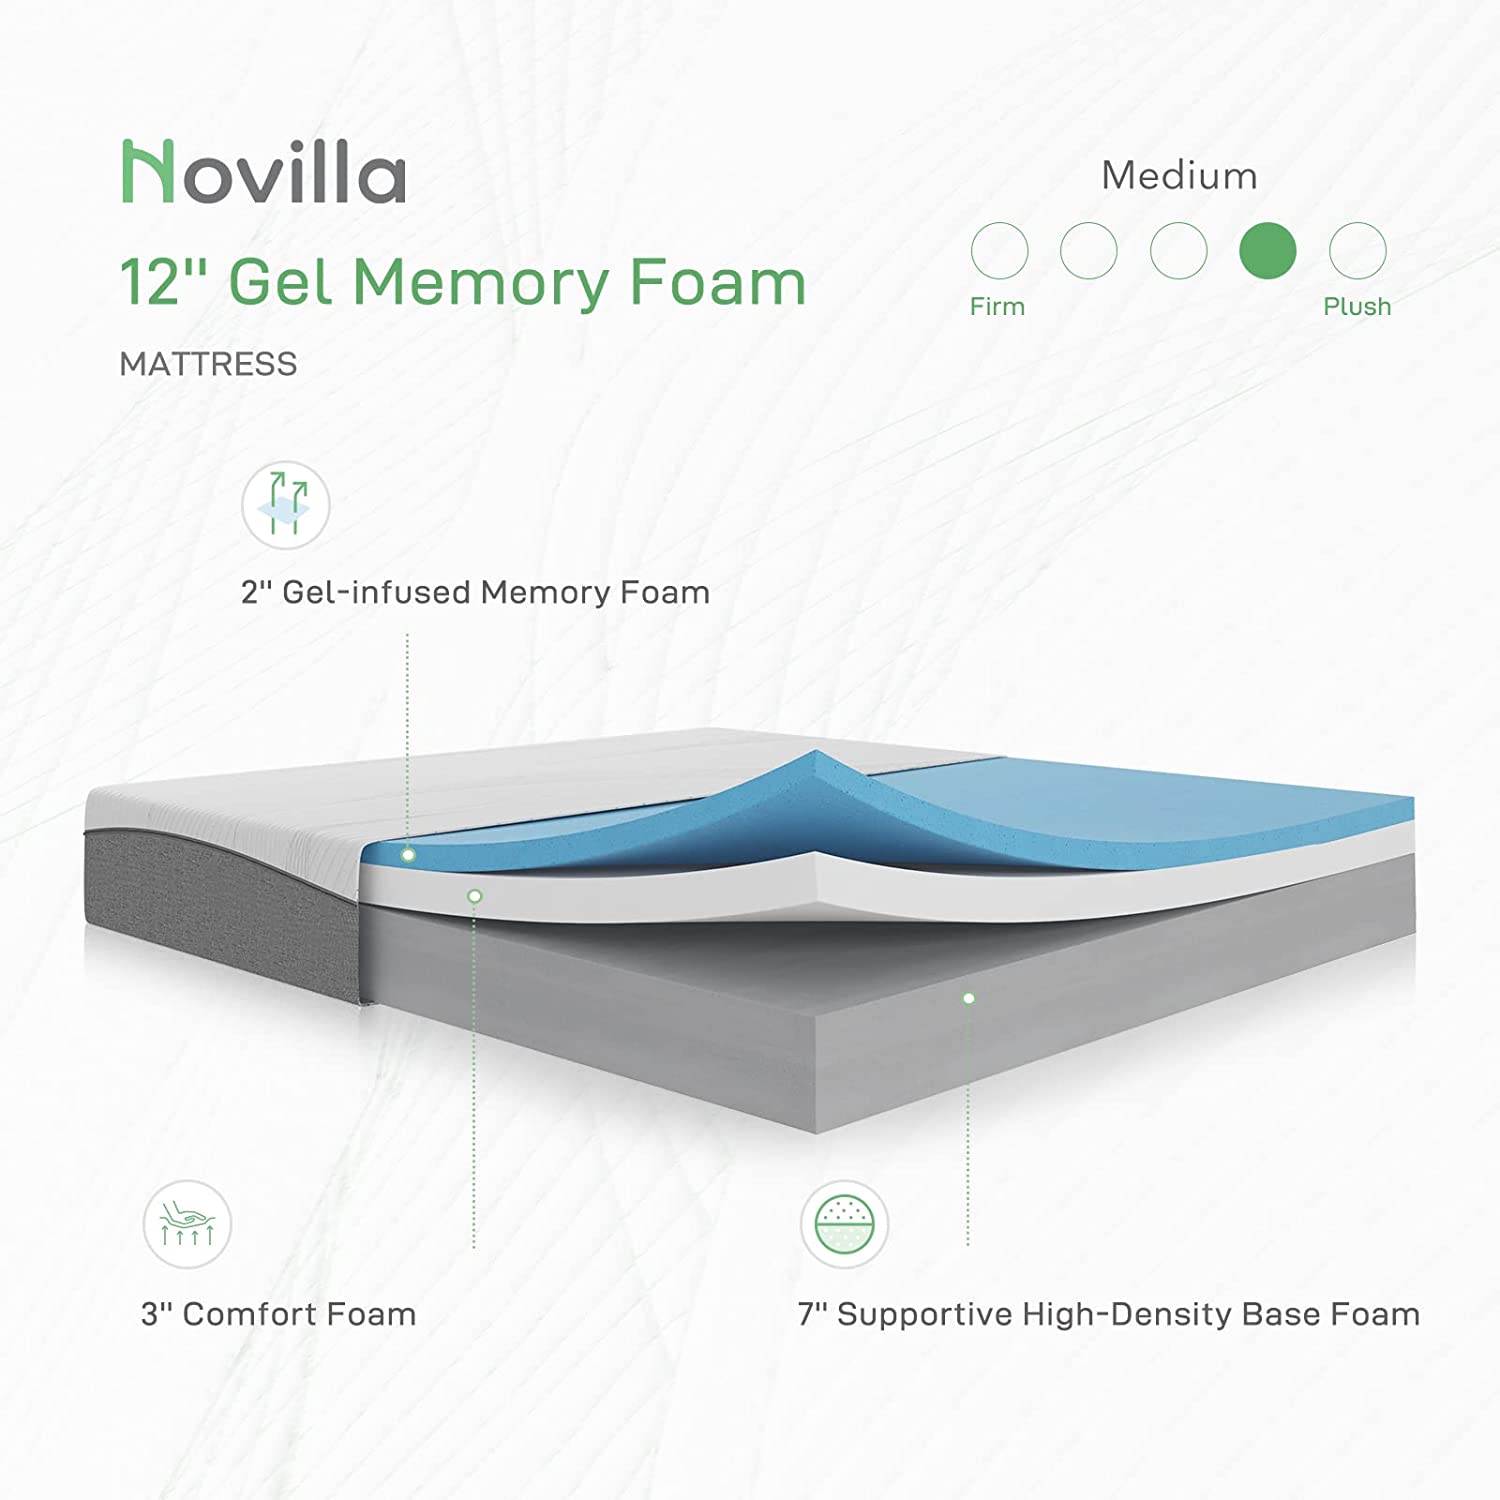 Novilla
12" Gel Memory Foam
MATTRESS
Medium
Firm
Plush
2" Gel-infused Memory Foam
3" Comfort Foam
7" Supportive High-Density Base Foam